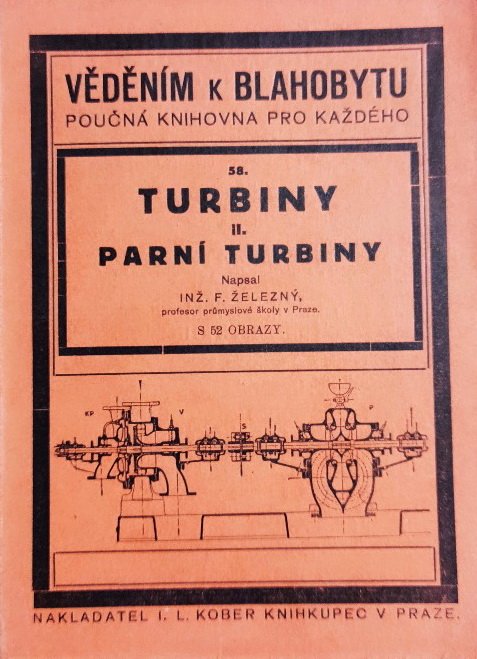 VĚDĚNÍM K BLAHOBYTU
POUČNÁ KNIHOVNA PRO KAŽDÉHO
58.
TURBINY
II.
PARNÍ TURBINY
Napsal
INŽ. F. ŽELEZNÝ,
profesor průmyslové školy v Praze.
S 52 OBRAZY.
KP V S P
NAKLADATEL I. L. KOBER KNIHKUPEC V PRAZE.